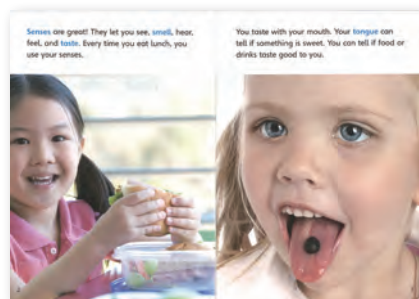 Senses are great! They let you see, smell, hear,
feel, and taste. Every time you eat lunch, you
use your senses.
You taste with your mouth. Your tongue can
tell if something is sweet. You can tell if food or
drinks taste good to you.